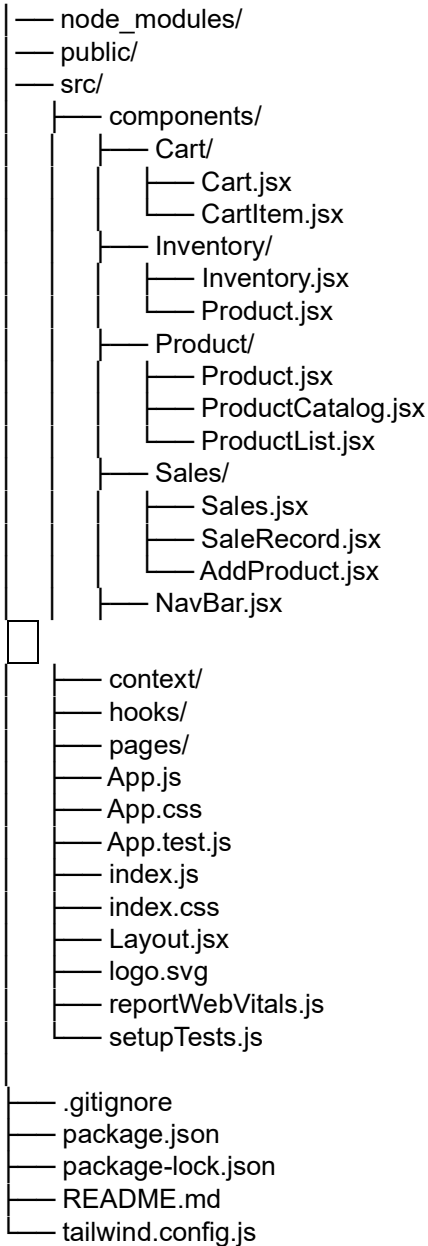 node_modules/
public/
src/
components/
Cart/
Cart.jsx
CartItem.jsx
Inventory/
Inventory.jsx
Product.jsx
Product/
Product.jsx
ProductCatalog.jsx
ProductList.jsx
Sales/
Sales.jsx
SaleRecord.jsx
AddProduct.jsx
NavBar.jsx
context/
hooks/
pages/
App.js
App.css
App.test.js
index.js
index.css
Layout.jsx
logo.svg
reportWebVitals.js
setupTests.js
.gitignore
package.json
package-lock.json
README.md
tailwind.config.js